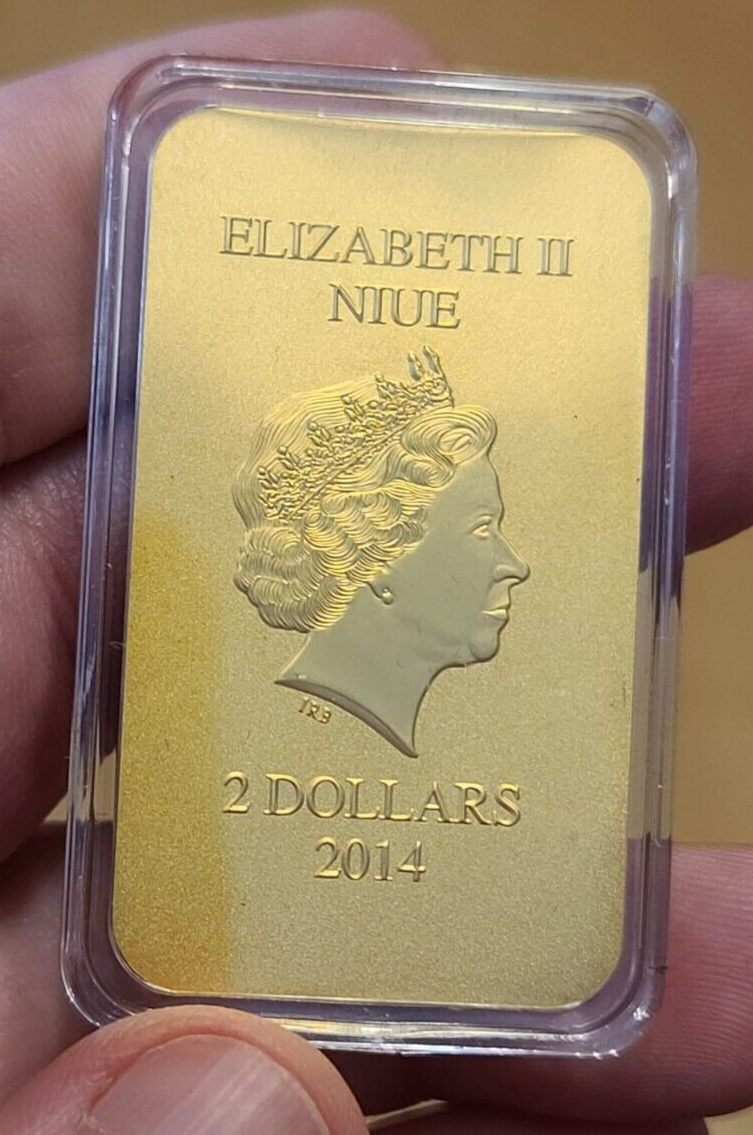 ELIZABETH II
NIUE
IRB
2 DOLLARS
2014